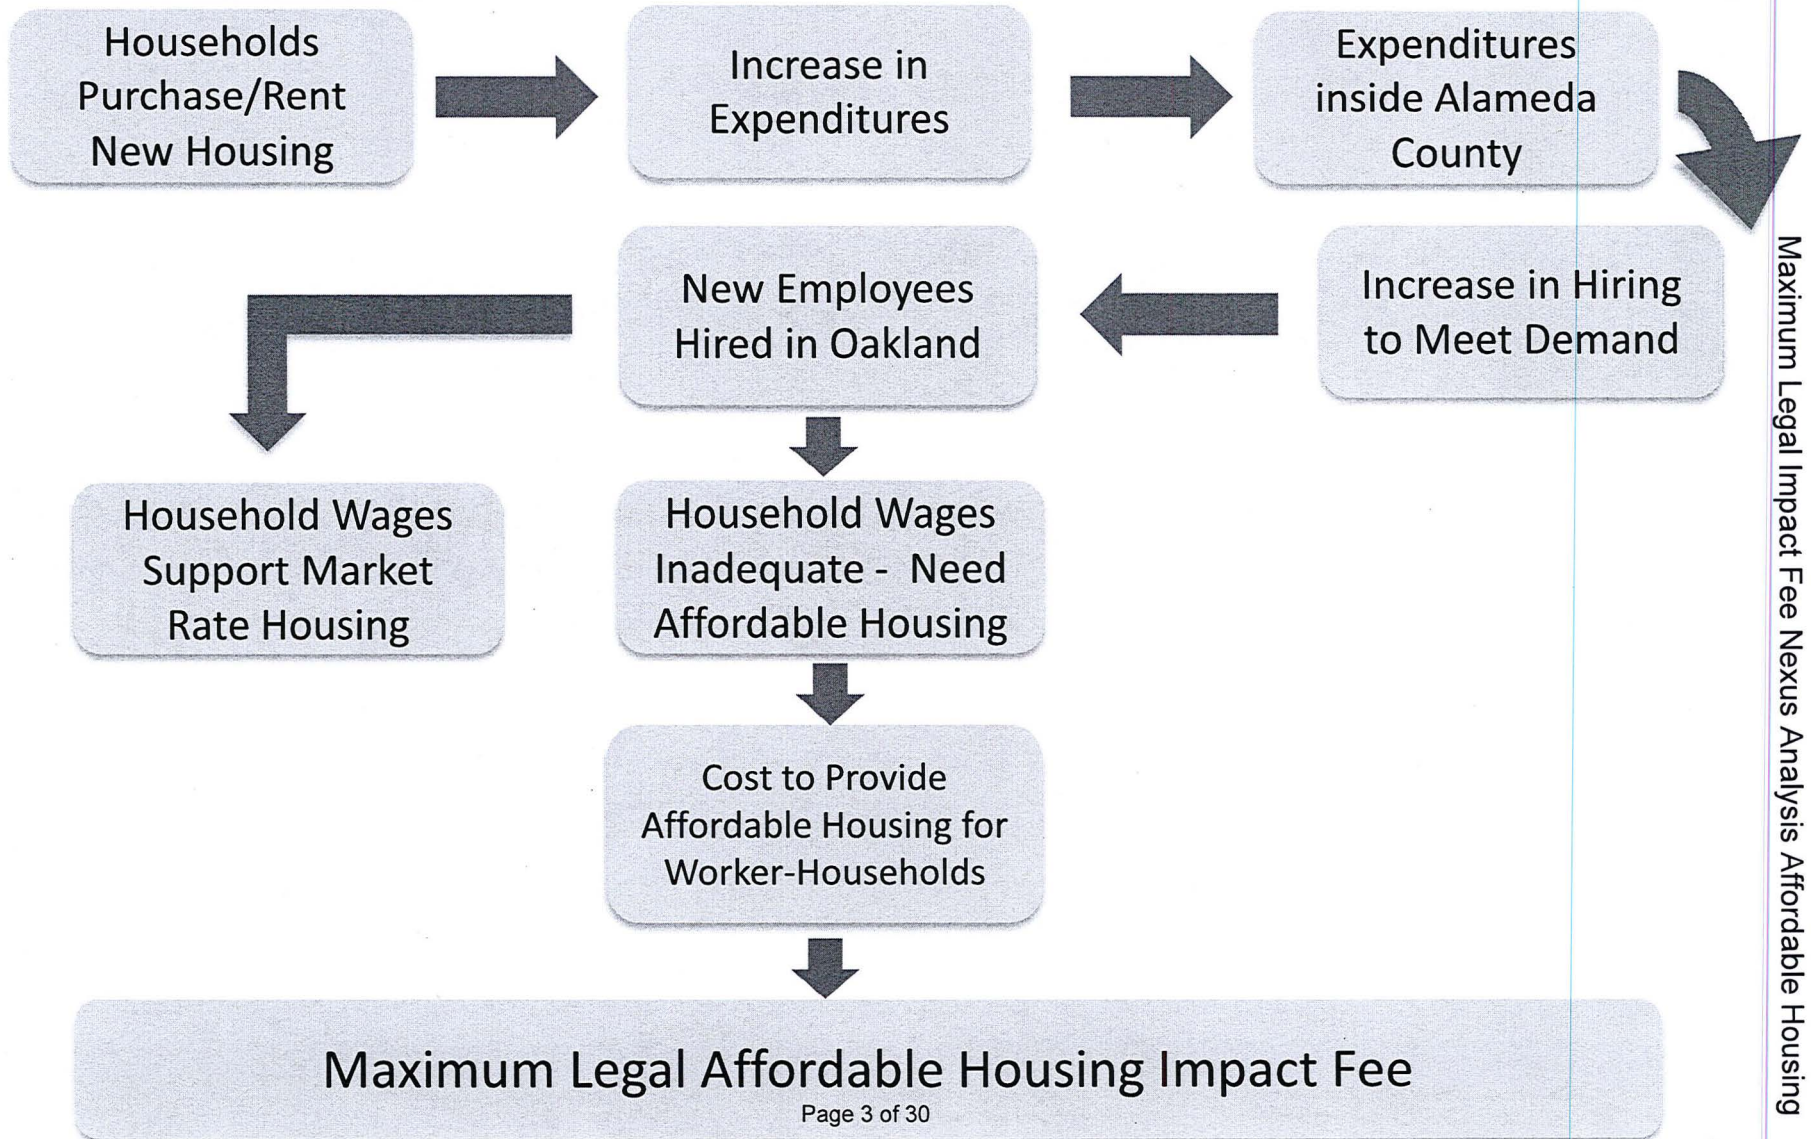 Households
Purchase/Rent
New Housing
Increase in
Expenditures
Expenditures
inside Alameda
County
Increase in Hiring
to Meet Demand
New Employees
Hired in Oakland
Household Wages
Support Market
Rate Housing
Household Wages
Inadequate - Need
Affordable Housing
Cost to Provide
Affordable Housing for
Worker-Households
Maximum Legal Affordable Housing Impact Fee
Page 3 of 30
Maximum Legal Impact Fee Nexus Analysis Affordable Housing